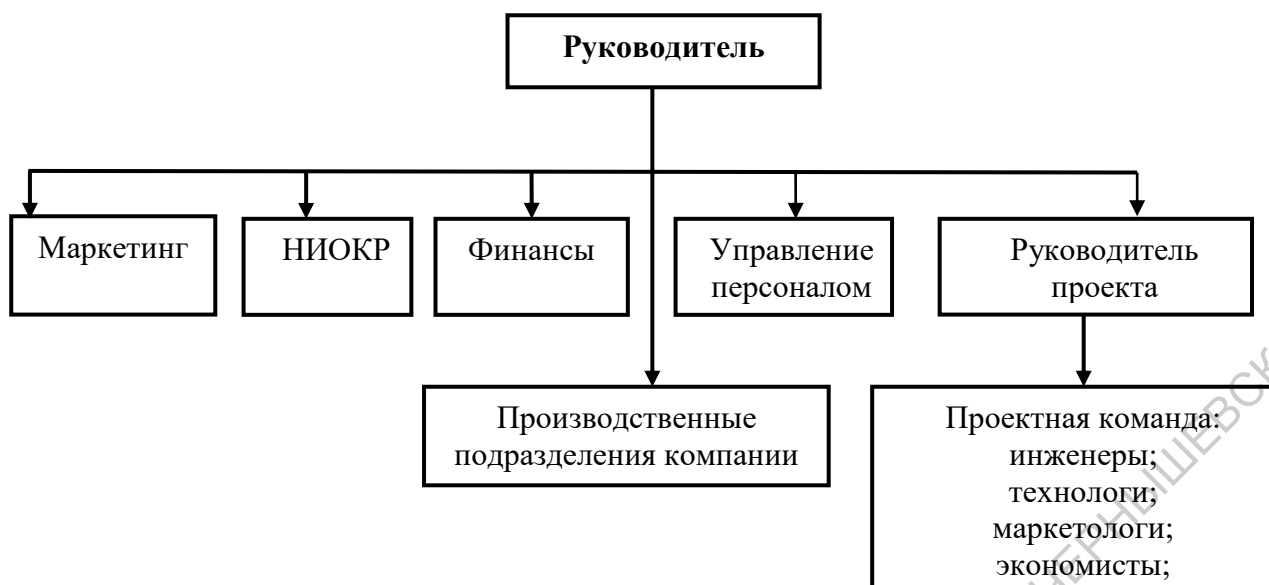 Руководитель
Маркетинг
НИОКР
Финансы
Управление
персоналом
Руководитель
проекта
Производственные
подразделения компании
Проектная команда:
инженеры;
технологи;
маркетологи;
экономисты;